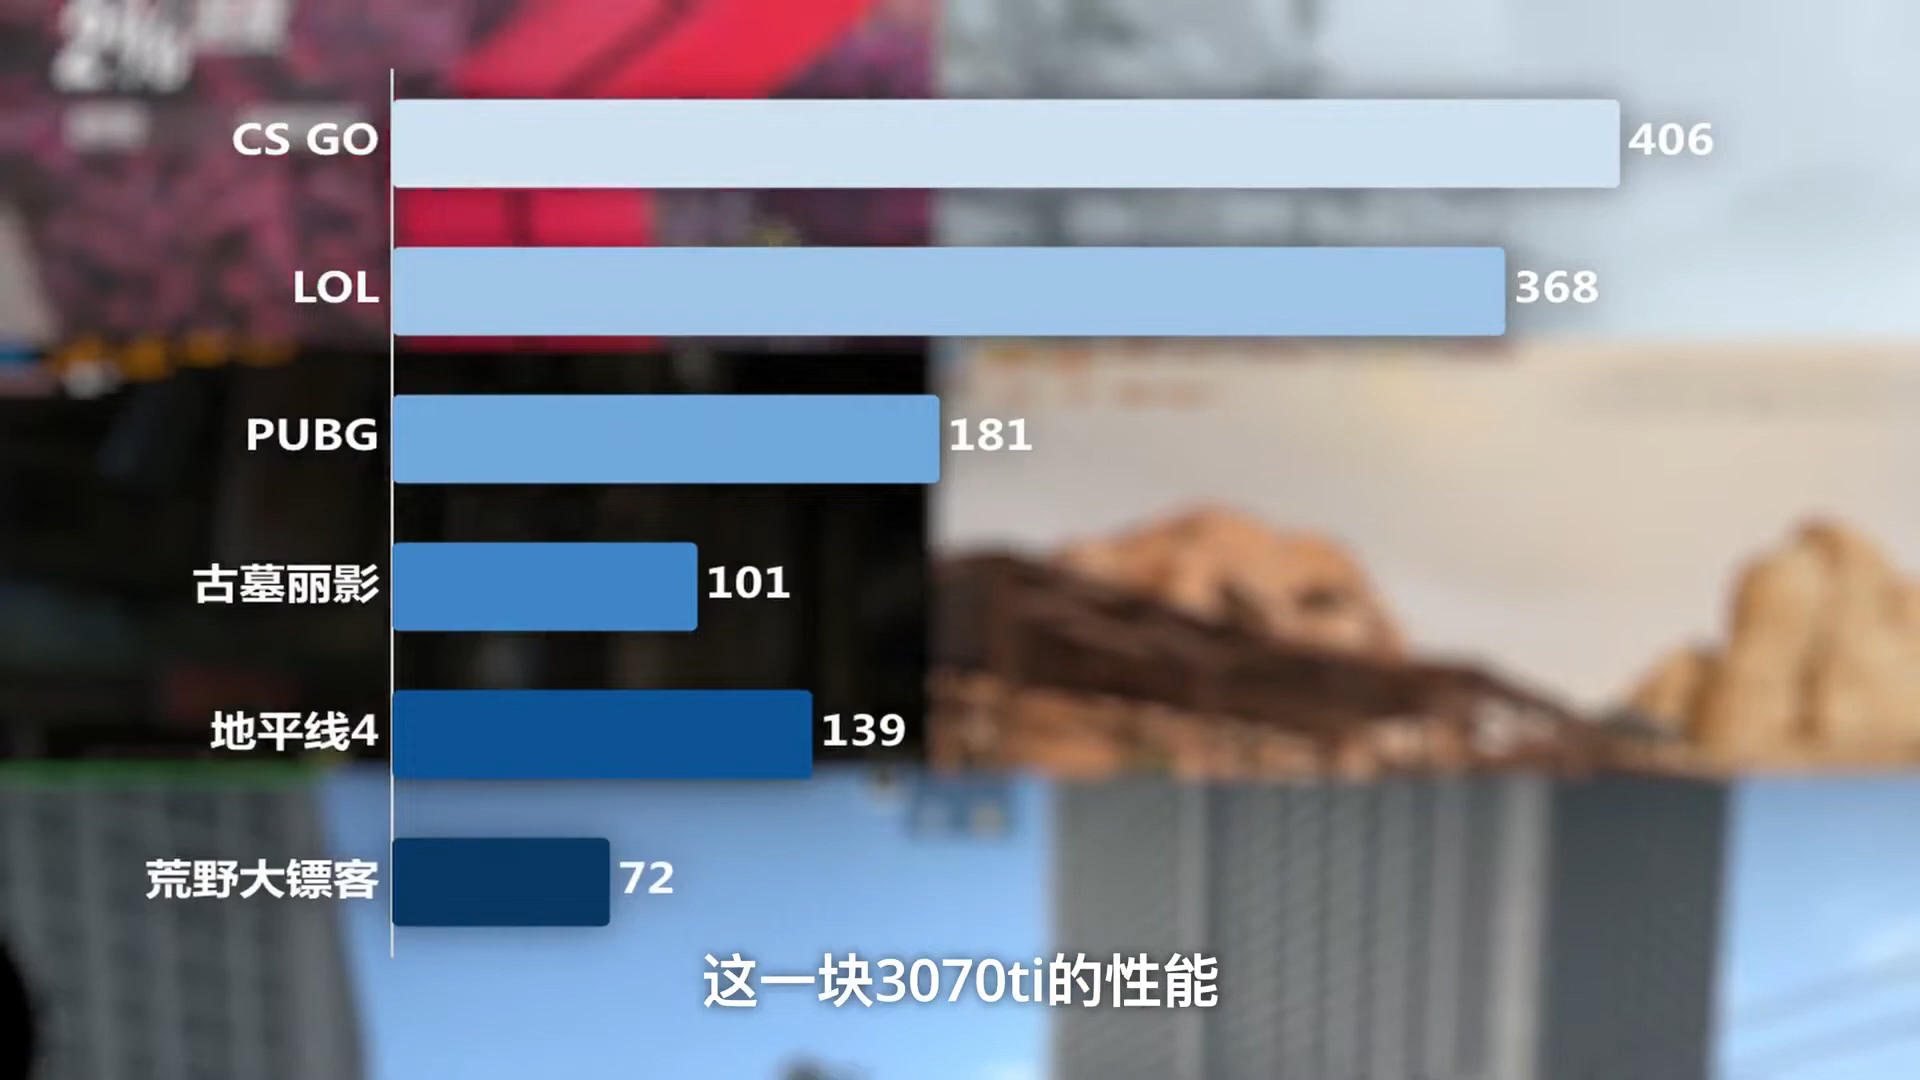 CS GO 406
LOL 368
PUBG 181
古墓丽影 101
地平线4 139
荒野大镖客 72
这一块3070ti的性能